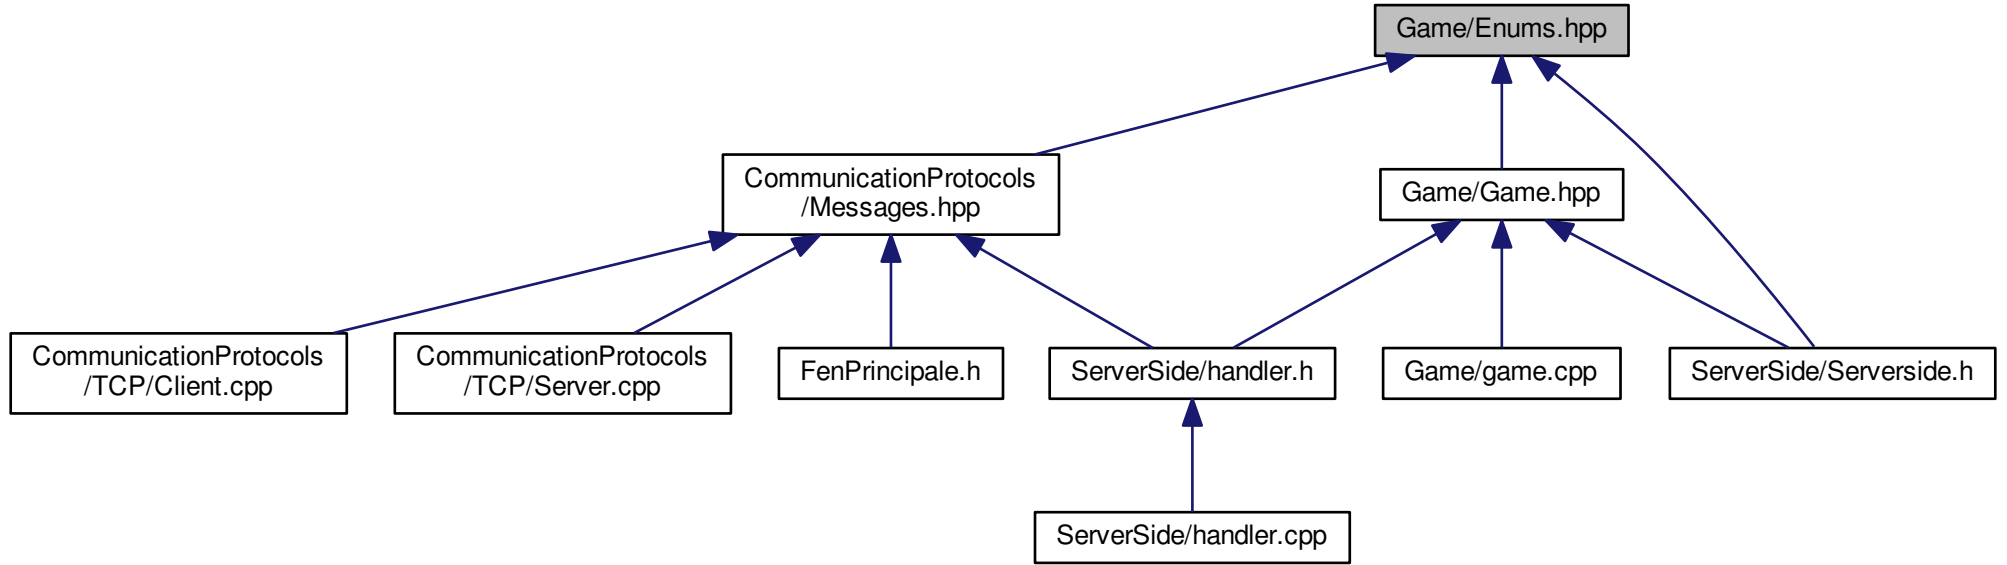 Game/Enums.hpp
CommunicationProtocols
/Messages.hpp
Game/Game.hpp
CommunicationProtocols
/TCP/Client.cpp
CommunicationProtocols
/TCP/Server.cpp
FenPrincipale.h
ServerSide/handler.h
Game/game.cpp
ServerSide/Serverside.h
ServerSide/handler.cpp